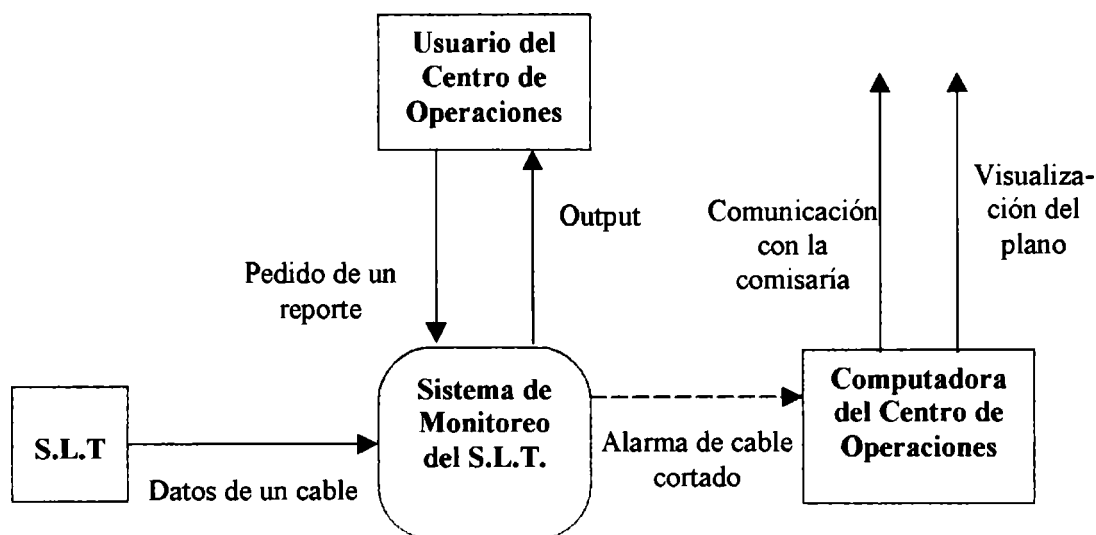 Usuario del
Centro de
Operaciones
Comunicación
con la
comisaría
Visualiza-
ción del
plano
Output
Pedido de un
reporte
S.L.T
Datos de un cable
Sistema de
Monitoreo
del S.L.T.
Alarma de cable
cortado
Computadora
del Centro de
Operaciones